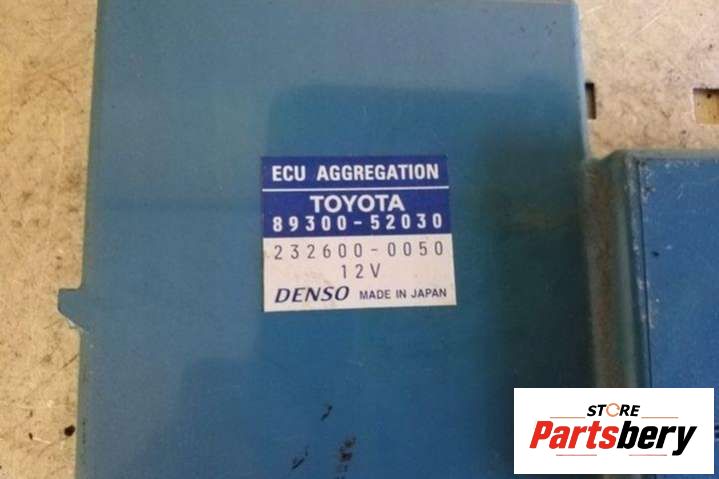 ECU AGGREGATION
TOYOTA
89300-52030
232600-0050
12V
DENSO MADE IN JAPAN
STORE
Partsbery